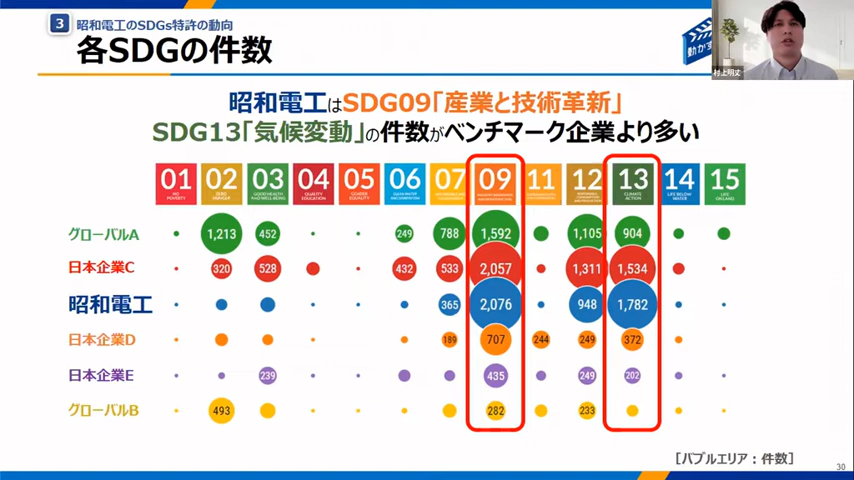 3 昭和電工のSDGs特許の動向
各SDGの件数
動かす
村上明丈
昭和電工はSDG09「産業と技術革新」
SDG13「気候変動」の件数がベンチマーク企業より多い
01 02 03 04 05 06 07 09 11 12 13 14 15
NO POVERTY ZERO HUNGER GOOD HEALTH AND WELL-BEING QUALITY EDUCATION GENDER EQUALITY CLIMATE ACTION LIFE BELOW WATER LIFE ON LAND
グローバルA 1,213 452 249 788 1,592 1,105 904
日本企業C 320 528 432 533 2,057 1,311 1,534
昭和電工 365 2,076 948 1,782
日本企業D 189 707 244 249 372
日本企業E 239 435 249 202
グローバルB 493 282 233
[バブルエリア：件数]
30